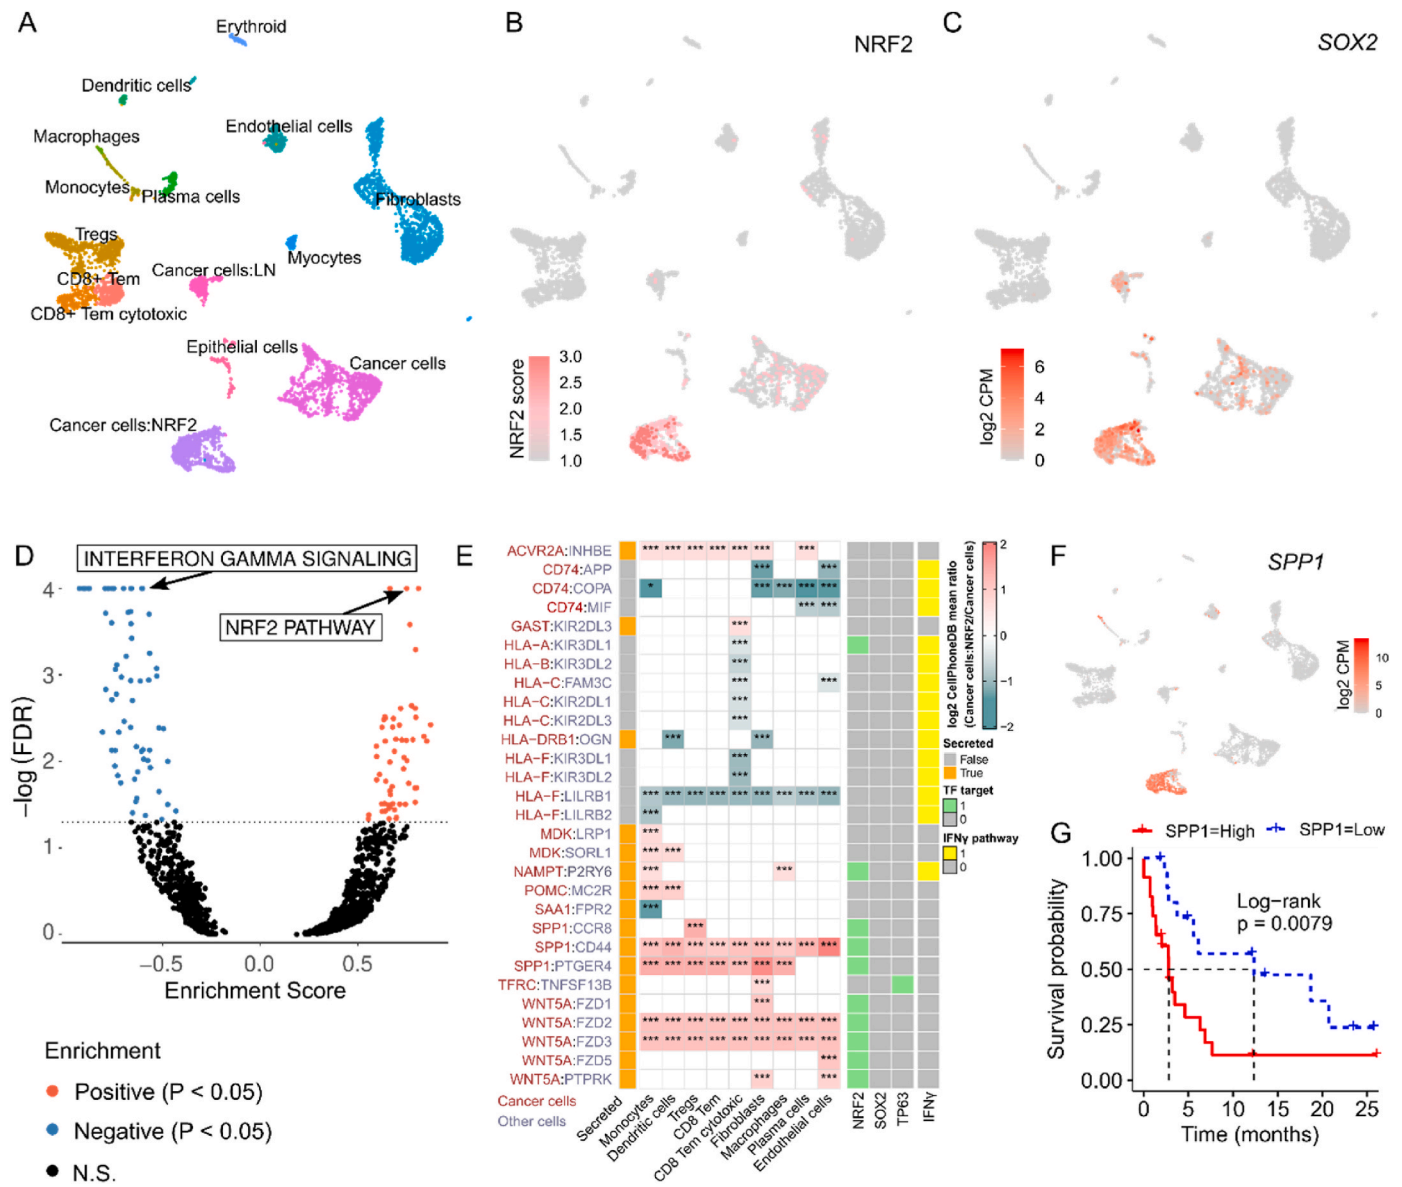 A
Erythroid
Dendritic cells
Macrophages
Endothelial cells
Monocytes
Plasma cells
Fibroblasts
Tregs
Myocytes
CD8+ Tem
Cancer cells:LN
CD8+ Tem cytotoxic
Epithelial cells
Cancer cells
Cancer cells:NRF2
B
NRF2
NRF2 score
3.0
2.5
2.0
1.5
1.0
C
SOX2
log2 CPM
6
4
2
0
D
INTERFERON GAMMA SIGNALING
NRF2 PATHWAY
−log (FDR)
4
3
2
1
0
−0.5
0.0
0.5
Enrichment Score
Enrichment
Positive (P < 0.05)
Negative (P < 0.05)
N.S.
E
ACVR2A:INHBE *** *** *** *** *** *** ***
CD74:APP *** ***
CD74:COPA * *** *** *** ***
CD74:MIF *** ***
GAST:KIR2DL3 ***
HLA−A:KIR3DL1 ***
HLA−B:KIR3DL2 ***
HLA−C:FAM3C *** ***
HLA−C:KIR2DL1 ***
HLA−C:KIR2DL3 ***
HLA−DRB1:OGN *** ***
HLA−F:KIR3DL1 ***
HLA−F:KIR3DL2 ***
HLA−F:LILRB1 *** *** *** *** *** *** *** *** ***
HLA−F:LILRB2 ***
MDK:LRP1 ***
MDK:SORL1 *** ***
NAMPT:P2RY6 *** ***
POMC:MC2R *** ***
SAA1:FPR2 ***
SPP1:CCR8 ***
SPP1:CD44 *** *** *** *** *** *** *** *** ***
SPP1:PTGER4 *** *** *** *** *** *** ***
TFRC:TNFSF13B ***
WNT5A:FZD1 ***
WNT5A:FZD2 *** *** *** *** *** *** *** *** ***
WNT5A:FZD3 *** *** *** *** *** *** *** *** ***
WNT5A:FZD5 ***
WNT5A:PTPRK *** ***
Cancer cells
Other cells
Secreted
Monocytes
Dendritic cells
Tregs
CD8 Tem
CD8 Tem cytotoxic
Fibroblasts
Macrophages
Plasma cells
Endothelial cells
NRF2
SOX2
TP63
IFNγ
log2 CellPhoneDB mean ratio
(Cancer cells:NRF2/Cancer cells)
2
1
0
−1
−2
Secreted
False
True
TF target
1
0
IFNγ pathway
1
0
F
SPP1
log2 CPM
10
5
0
G
SPP1=High
SPP1=Low
Log−rank
p = 0.0079
Survival probability
1.00
0.75
0.50
0.25
0.00
0
5
10
15
20
25
Time (months)